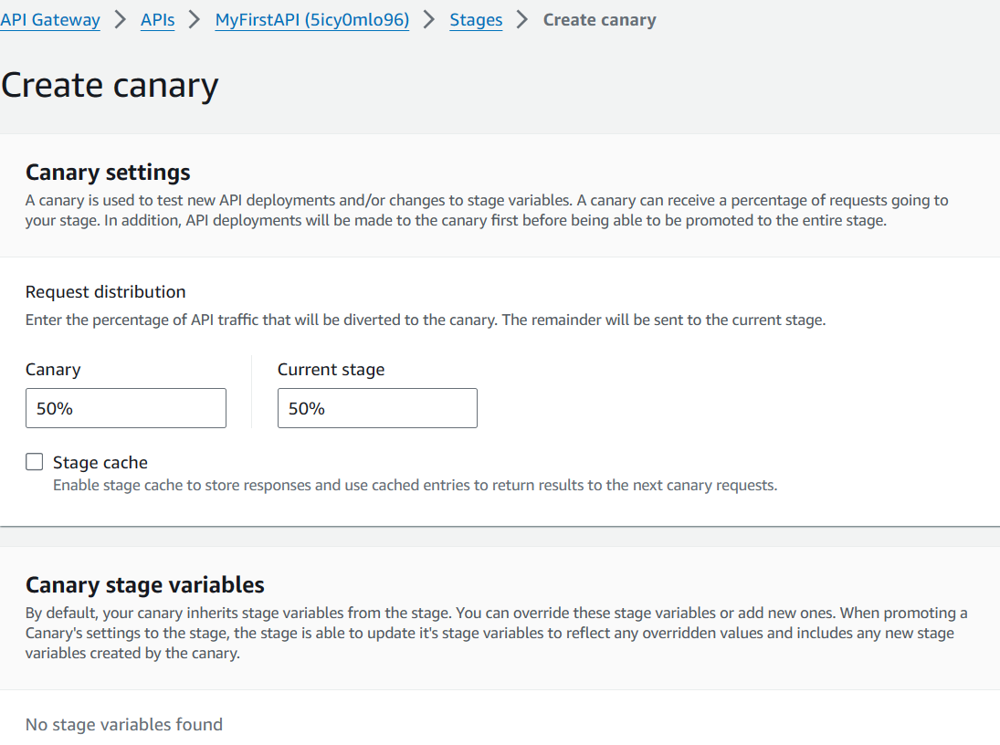 API Gateway > APIs > MyFirstAPI (5icy0mlo96) > Stages > Create canary
Create canary
Canary settings
A canary is used to test new API deployments and/or changes to stage variables. A canary can receive a percentage of requests going to
your stage. In addition, API deployments will be made to the canary first before being able to be promoted to the entire stage.
Request distribution
Enter the percentage of API traffic that will be diverted to the canary. The remainder will be sent to the current stage.
Canary
Current stage
50%
50%
Stage cache
Enable stage cache to store responses and use cached entries to return results to the next canary requests.
Canary stage variables
By default, your canary inherits stage variables from the stage. You can override these stage variables or add new ones. When promoting a
Canary's settings to the stage, the stage is able to update it's stage variables to reflect any overridden values and includes any new stage
variables created by the canary.
No stage variables found